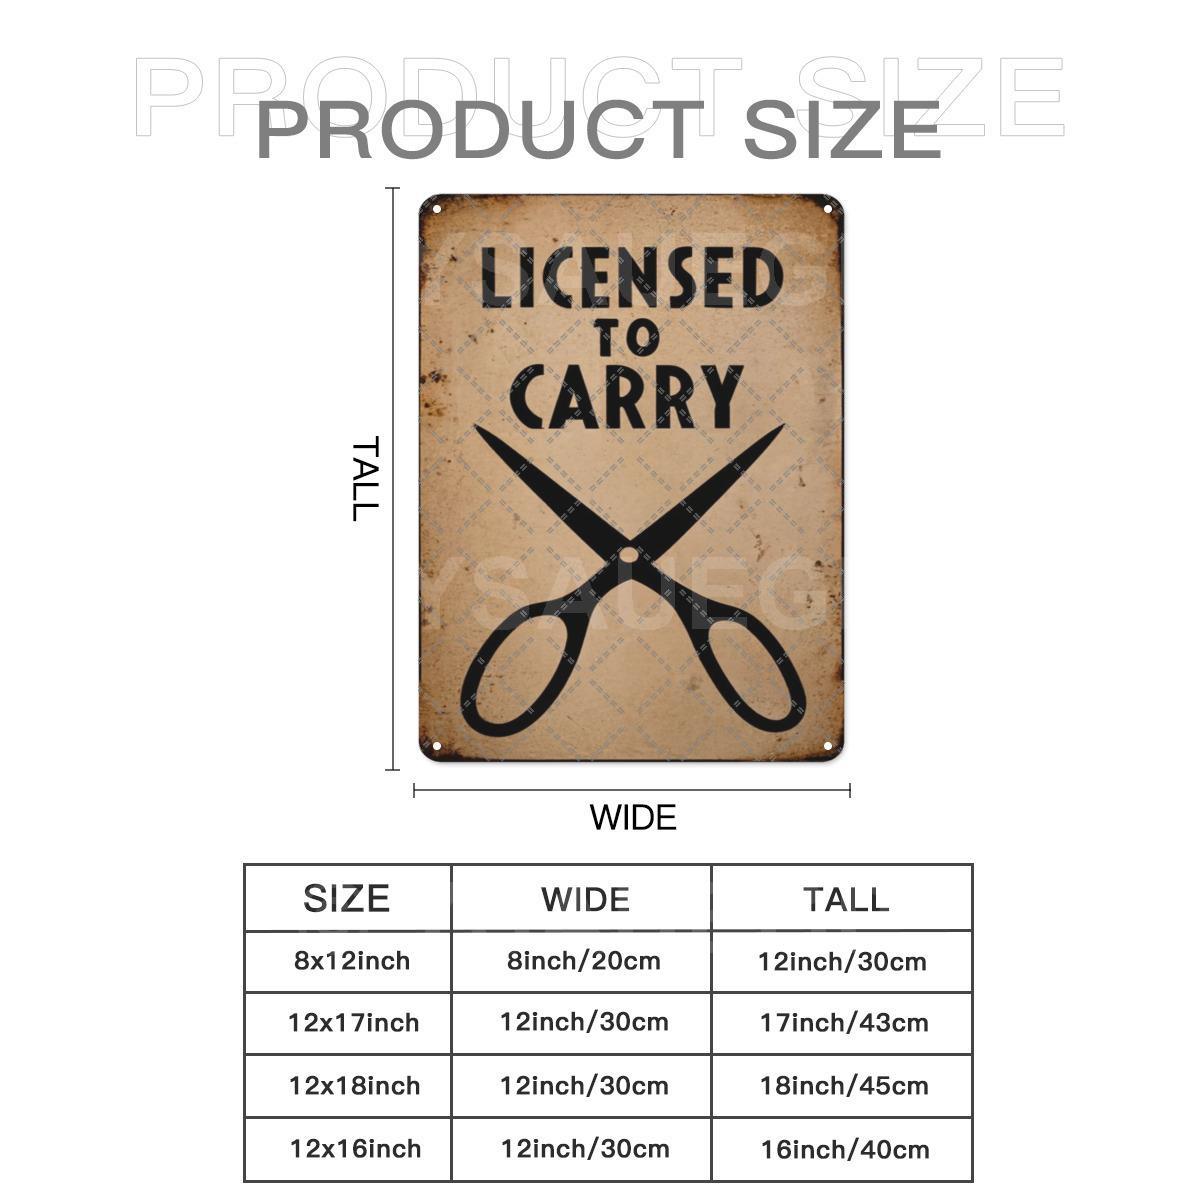 PRODUCT SIZE
PRODUCT SIZE
LICENSED
TO
CARRY
TALL
WIDE
SIZE WIDE TALL
8x12inch 8inch/20cm 12inch/30cm
12x17inch 12inch/30cm 17inch/43cm
12x18inch 12inch/30cm 18inch/45cm
12x16inch 12inch/30cm 16inch/40cm